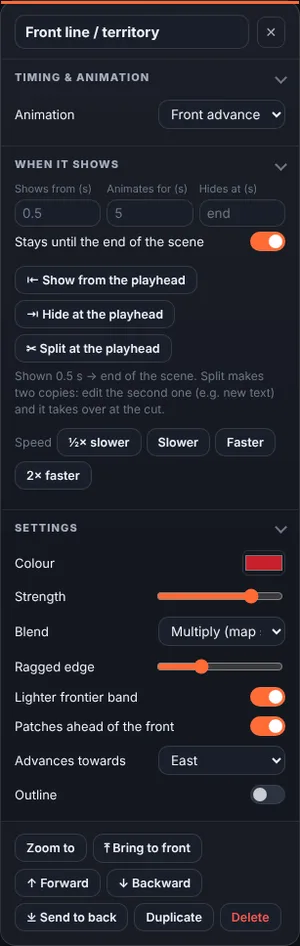 Front line / territory ×
TIMING & ANIMATION
Animation Front advance
WHEN IT SHOWS
Shows from (s) Animates for (s) Hides at (s)
0.5 5 end
Stays until the end of the scene
⇤ Show from the playhead
⇥ Hide at the playhead
✂ Split at the playhead
Shown 0.5 s → end of the scene. Split makes
two copies: edit the second one (e.g. new text)
and it takes over at the cut.
Speed ½× slower Slower Faster
2× faster
SETTINGS
Colour
Strength
Blend Multiply (map
Ragged edge
Lighter frontier band
Patches ahead of the front
Advances towards East
Outline
Zoom to ⤒ Bring to front
↑ Forward ↓ Backward
⤓ Send to back Duplicate Delete